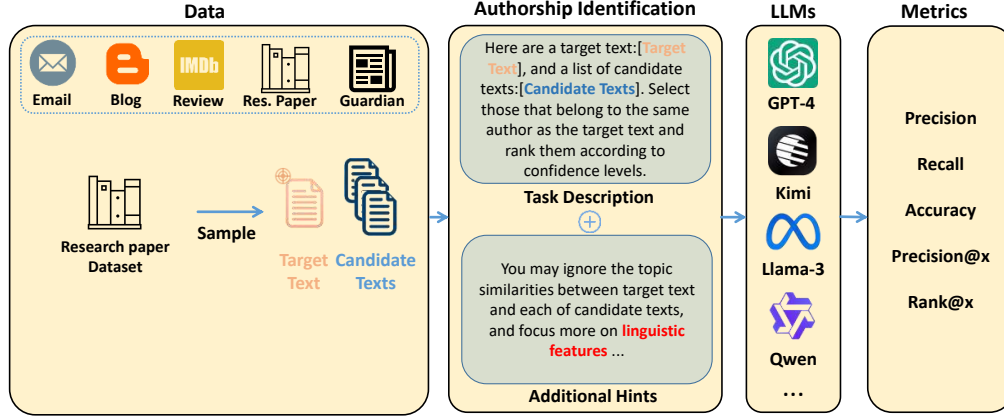 Data
Authorship Identification
LLMs
Metrics
IMDb
Email
Blog
Review
Res. Paper
Guardian
Research paper
Dataset
Sample
Target
Text
Candidate
Texts
Here are a target text:[Target
Text], and a list of candidate
texts:[Candidate Texts]. Select
those that belong to the same
author as the target text and
rank them according to
confidence levels.
Task Description
You may ignore the topic
similarities between target text
and each of candidate texts,
and focus more on linguistic
features ...
Additional Hints
GPT-4
Kimi
Llama-3
Qwen
...
Precision
Recall
Accuracy
Precision@x
Rank@x